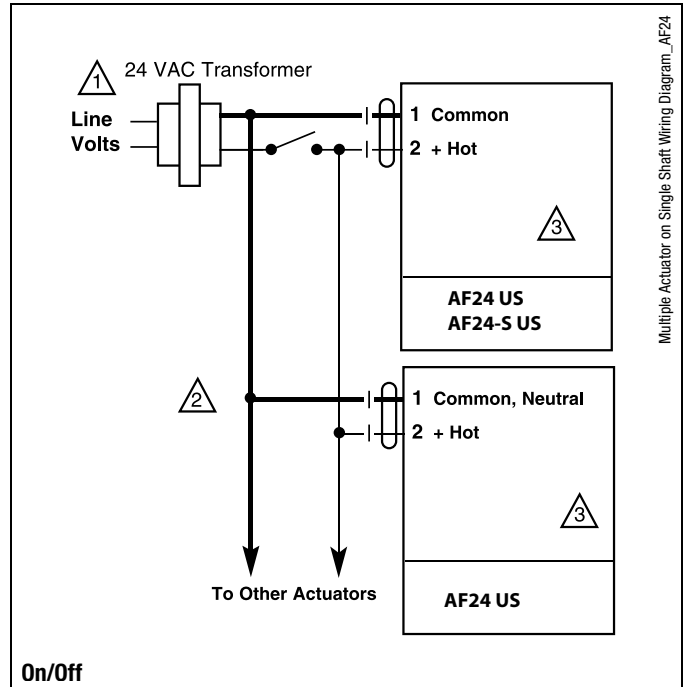 1 24 VAC Transformer
Line
Volts
1 Common
2 + Hot
3
AF24 US
AF24-S US
Multiple Actuator on Single Shaft Wiring Diagram_AF24
2
1 Common, Neutral
2 + Hot
3
To Other Actuators
AF24 US
On/Off